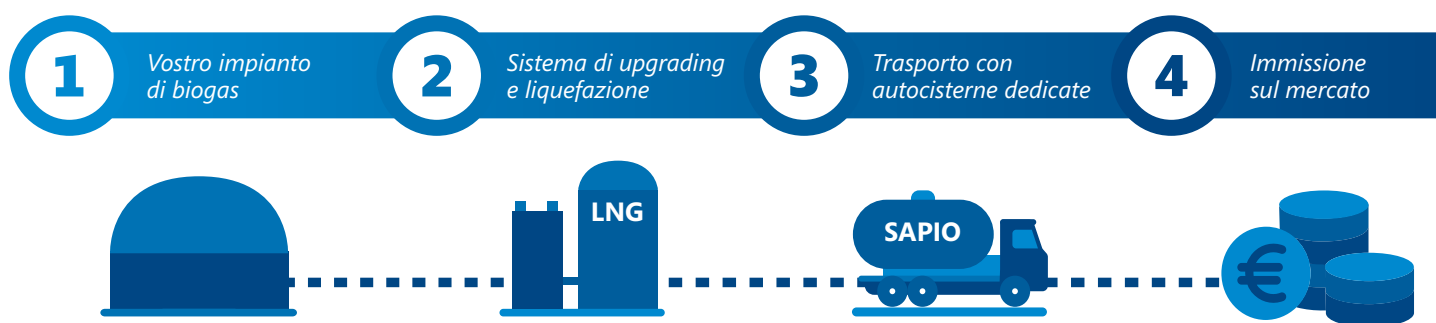 1
Vostro impianto
di biogas
2
Sistema di upgrading
e liquefazione
3
Trasporto con
autocisterne dedicate
4
Immissione
sul mercato
LNG
SAPIO
€